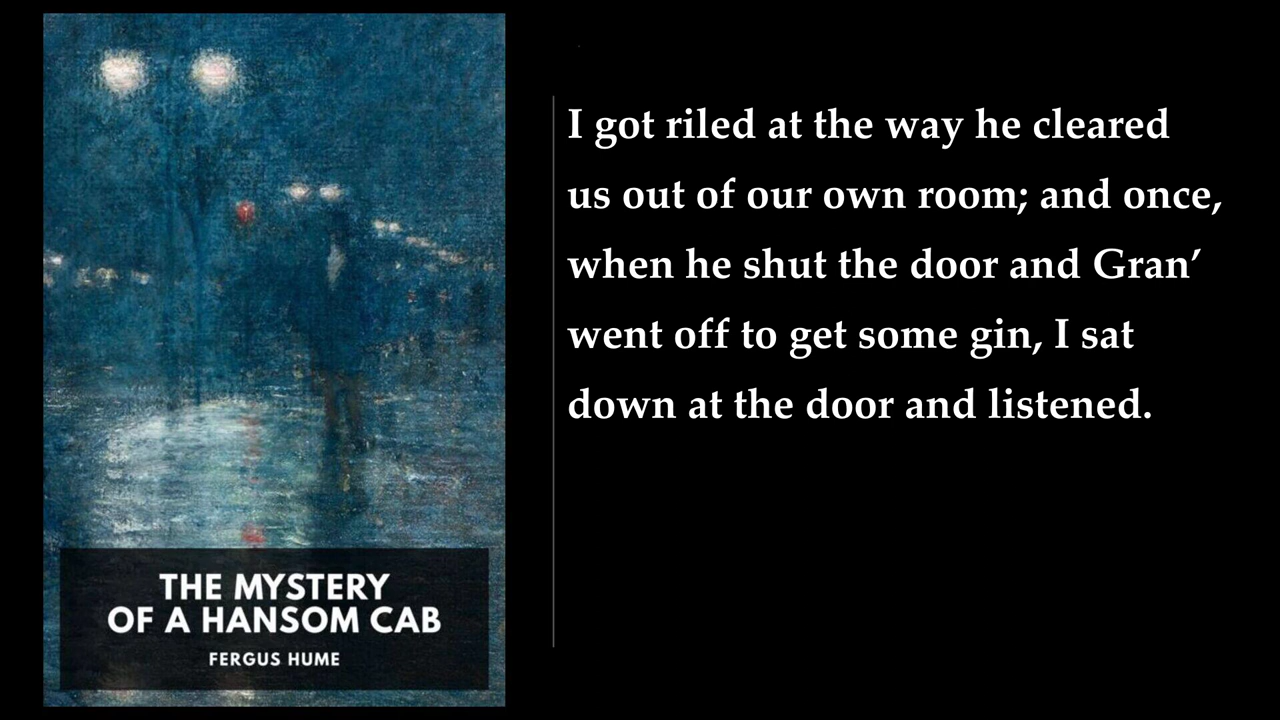 I got riled at the way he cleared
us out of our own room; and once,
when he shut the door and Gran’
went off to get some gin, I sat
down at the door and listened.
THE MYSTERY
OF A HANSOM CAB
FERGUS HUME